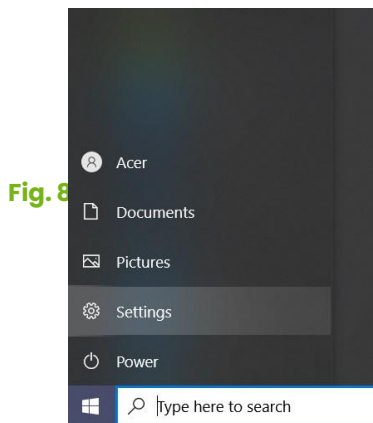 Acer
Fig. 8
Documents
Pictures
Settings
Power
Type here to search